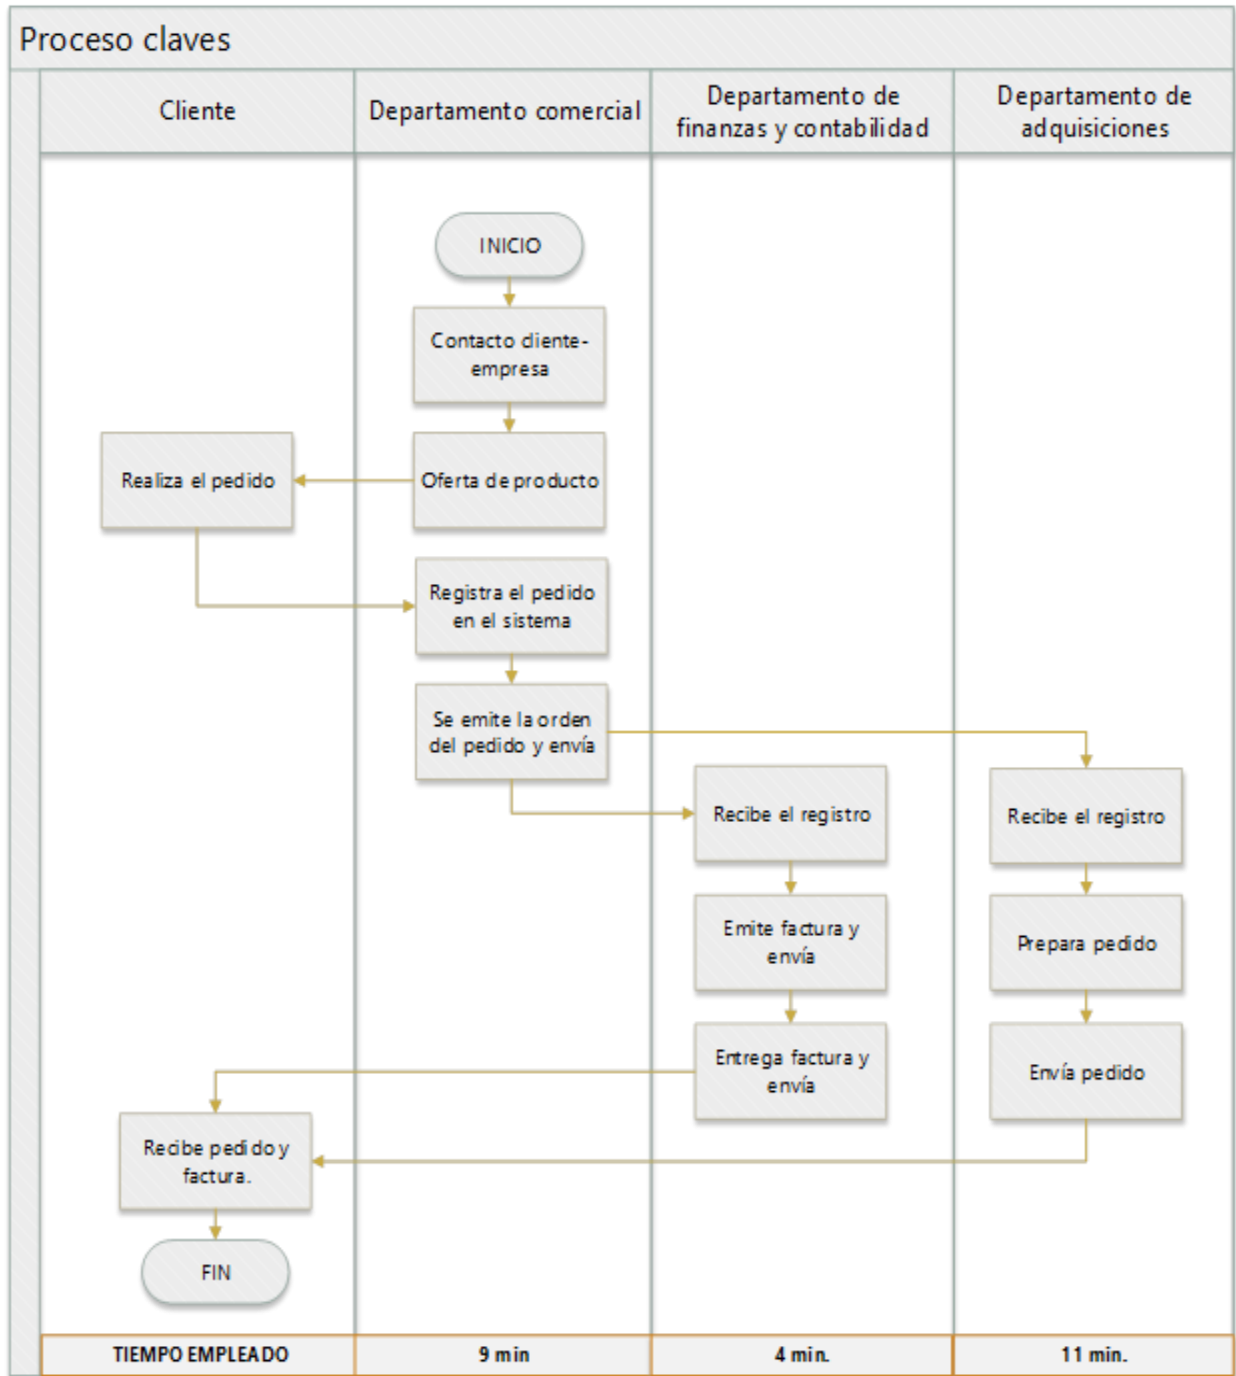 Proceso claves
Cliente
Departamento comercial
Departamento de
finanzas y contabilidad
Departamento de
adquisiciones
INICIO
Contacto cliente-
empresa
Realiza el pedido
Oferta de producto
Registra el pedido
en el sistema
Se emite la orden
del pedido y envía
Recibe el registro
Recibe el registro
Emite factura y
envía
Prepara pedido
Entrega factura y
envía
Envía pedido
Recibe pedido y
factura.
FIN
TIEMPO EMPLEADO
9 min
4 min.
11 min.